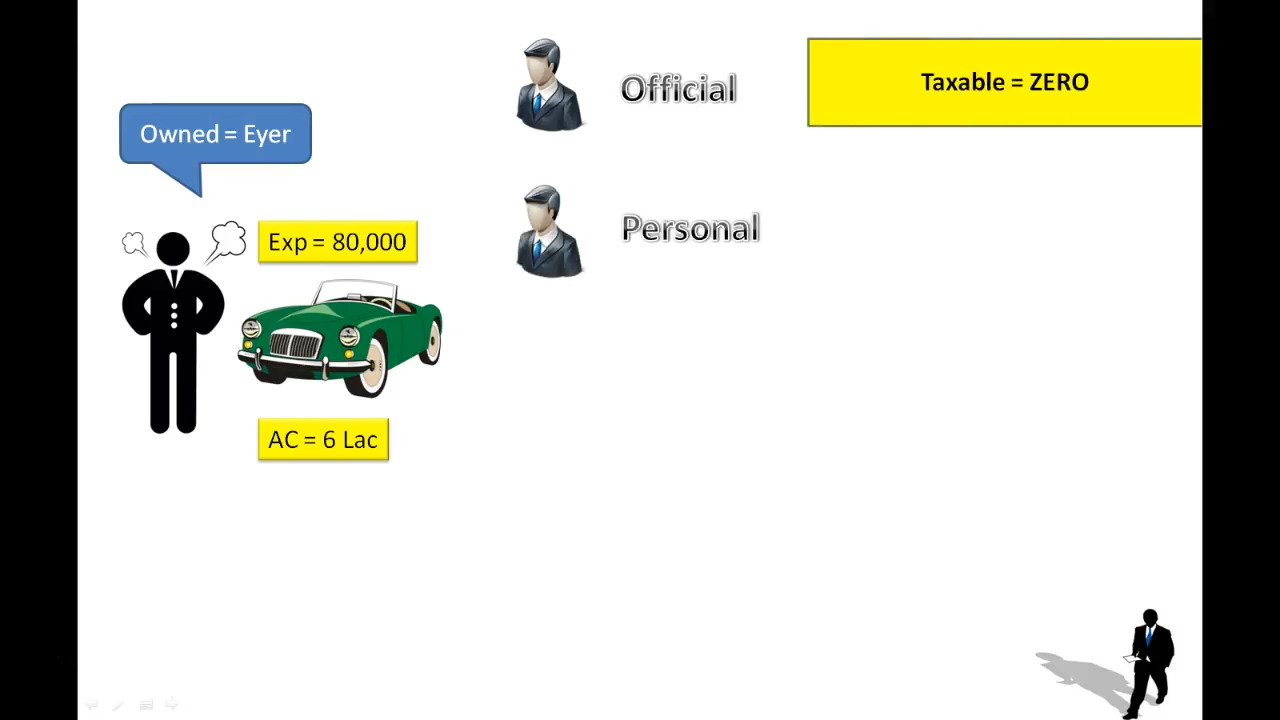 Official
Taxable = ZERO
Owned = Eyer
Personal
Exp = 80,000
AC = 6 Lac